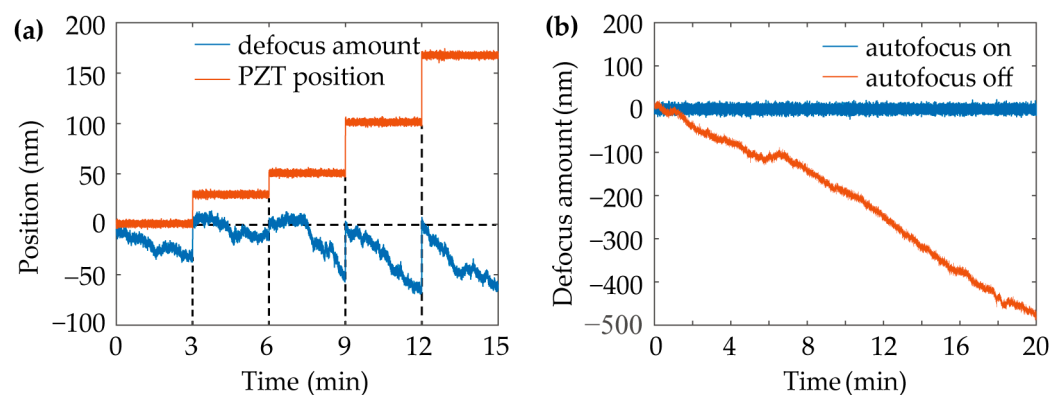 (a)
200
150
100
50
0
−50
−100
Position (nm)
defocus amount
PZT position
0 3 6 9 12 15
Time (min)
(b)
200
100
0
−100
−200
−300
−400
−500
Defocus amount (nm)
autofocus on
autofocus off
0 4 8 12 16 20
Time (min)